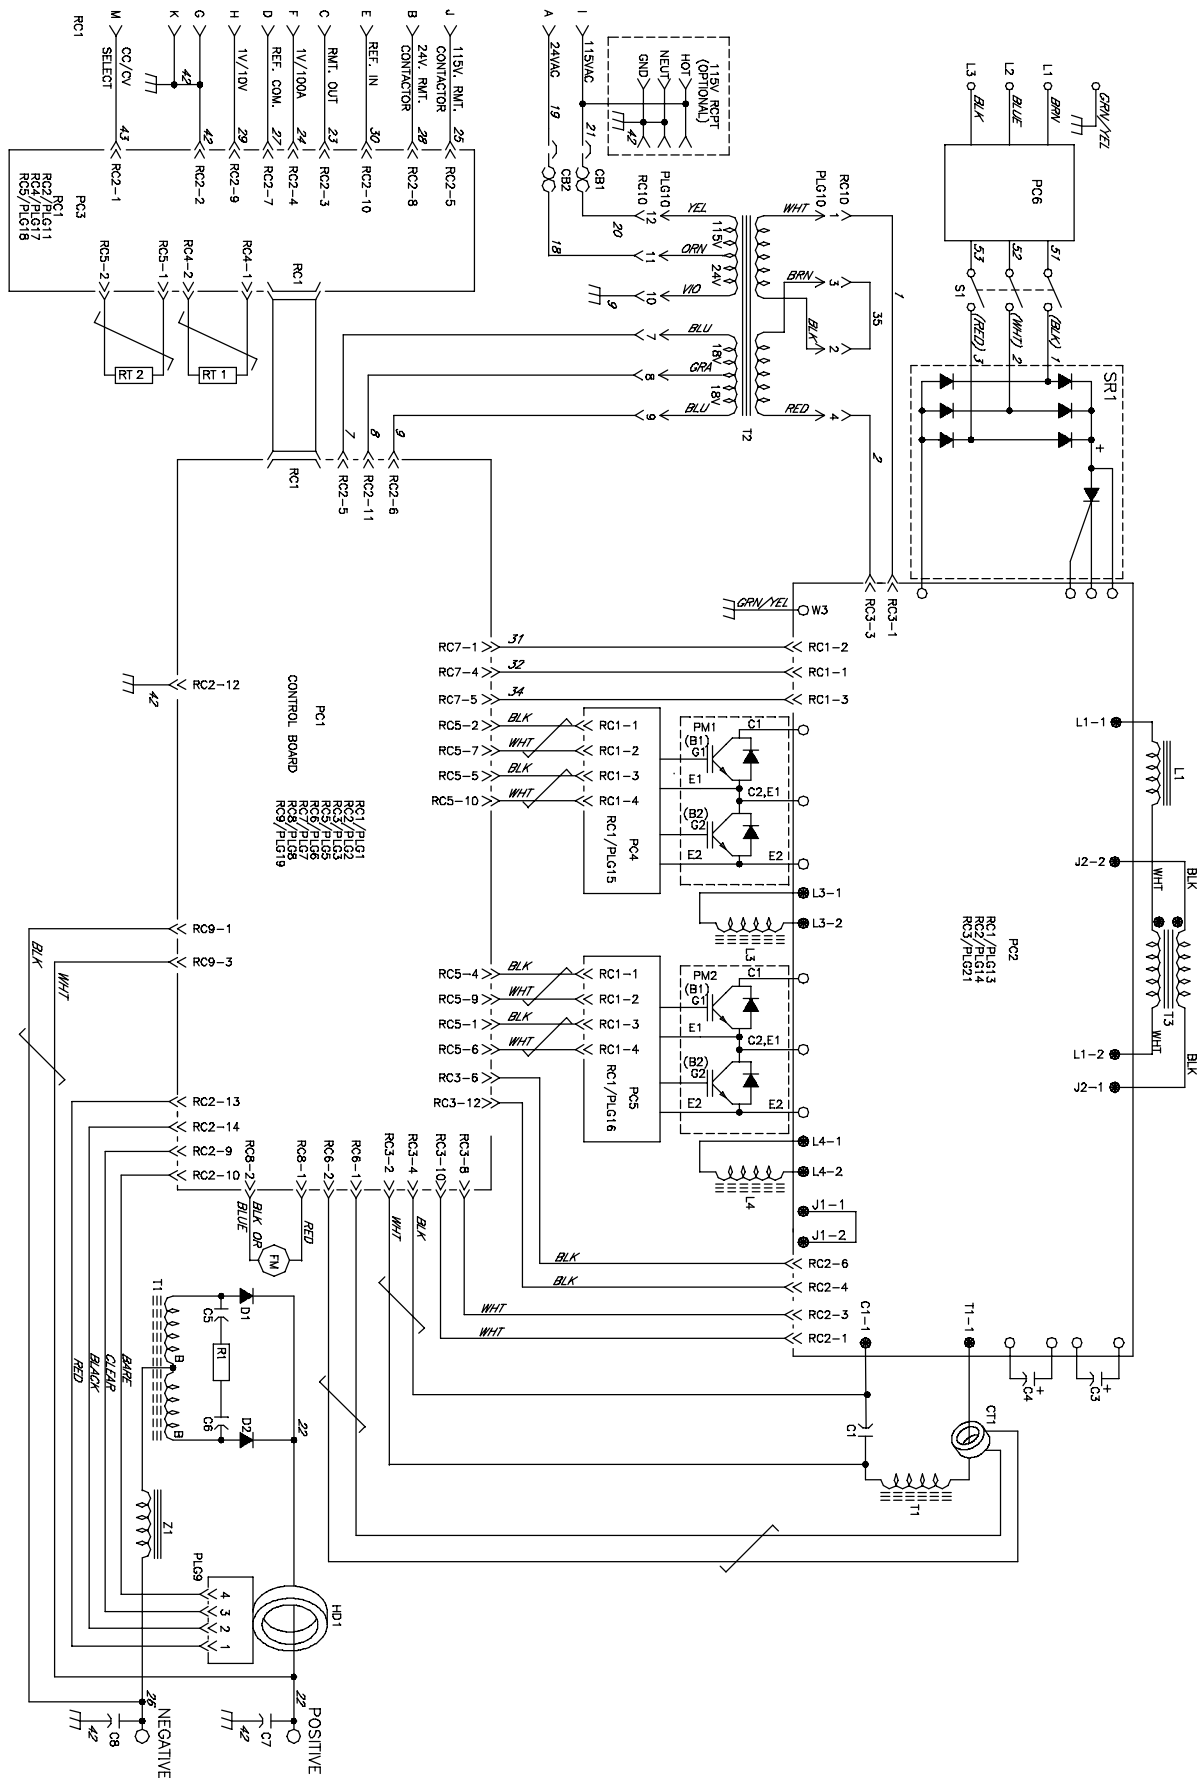 GRN/YEL
L1
BRN
L2
BLUE
L3
BLK
PC6
51
52
53
S1
(BLK) 1
(WHT) 2
(RED) 3
SR1
+
115V RCPT
(OPTIONAL)
HOT
NEUT
GND
42
I
115VAC
21
CB1
A
24VAC
19
CB2
20
18
RC10
PLG10
12
YEL
11
ORN
10
VIO
9
115V
24V
PLG10
RC10
WHT
1
BRN
3
BLK
2
35
RED
4
1
2
7
BLU
8
GRA
9
BLU
18V
18V
T2
J
115V. RMT.
CONTACTOR
25
RC2-5
B
24V. RMT.
CONTACTOR
28
RC2-8
E
REF. IN
30
RC2-10
C
RMT. OUT
23
RC2-3
F
1V/100A
24
RC2-4
D
REF. COM.
27
RC2-7
H
1V/10V
29
RC2-9
G
42
RC2-2
K
42
M
CC/CV
SELECT
43
RC2-1
RC1
PC3
RC1
RC2/PLG11
RC4/PLG17
RC5/PLG18
RC4-1
RC4-2
RC5-1
RC5-2
RT 1
RT 2
RC1
RC1
7
8
9
RC2-5
RC2-11
RC2-6
RC3-1
RC3-3
GRN/YEL
W3
RC7-1
31
RC1-2
RC7-4
32
RC1-1
RC7-5
34
RC1-3
RC5-2
BLK
RC1-1
RC5-7
WHT
RC1-2
RC5-5
BLK
RC1-3
RC5-10
WHT
RC1-4
PC4
RC1/PLG15
PM1
(B1)
G1
C1
E1
C2,E1
(B2)
G2
E2
E2
L3-1
L3-2
L3
RC2-12
42
PC1
CONTROL BOARD
RC1/PLG1
RC2/PLG2
RC3/PLG3
RC5/PLG5
RC6/PLG6
RC7/PLG7
RC8/PLG8
RC9/PLG19
RC9-1
RC9-3
BLK
WHT
RC5-4
BLK
RC1-1
RC5-9
WHT
RC1-2
RC5-1
BLK
RC1-3
RC5-6
WHT
RC1-4
PC5
RC1/PLG16
PM2
(B1)
G1
C1
E1
C2,E1
(B2)
G2
E2
E2
L4-1
L4-2
L4
J1-1
J1-2
RC3-6
RC3-12
BLK
RC2-6
BLK
RC2-4
WHT
RC2-3
WHT
RC2-1
PC2
RC1/PLG13
RC2/PLG14
RC3/PLG21
L1-1
L1
J2-2
WHT
BLK
T3
WHT
BLK
L1-2
J2-1
RC2-13
RC2-14
RC2-9
RC2-10
RC8-2
RC8-1
RC6-2
RC6-1
RC3-2
RC3-4
RC3-10
RC3-8
BLK OR
BLUE
FM
RED
WHT
BLK
C1-1
T1-1
C4
+
C3
+
CT1
C1
T1
T1
B
B
C5
D1
R1
C6
D2
22
BARE
CLEAR
BLACK
RED
Z1
PLG9
4
3
2
1
HD1
22
POSITIVE
C7
42
26
NEGATIVE
C8
42